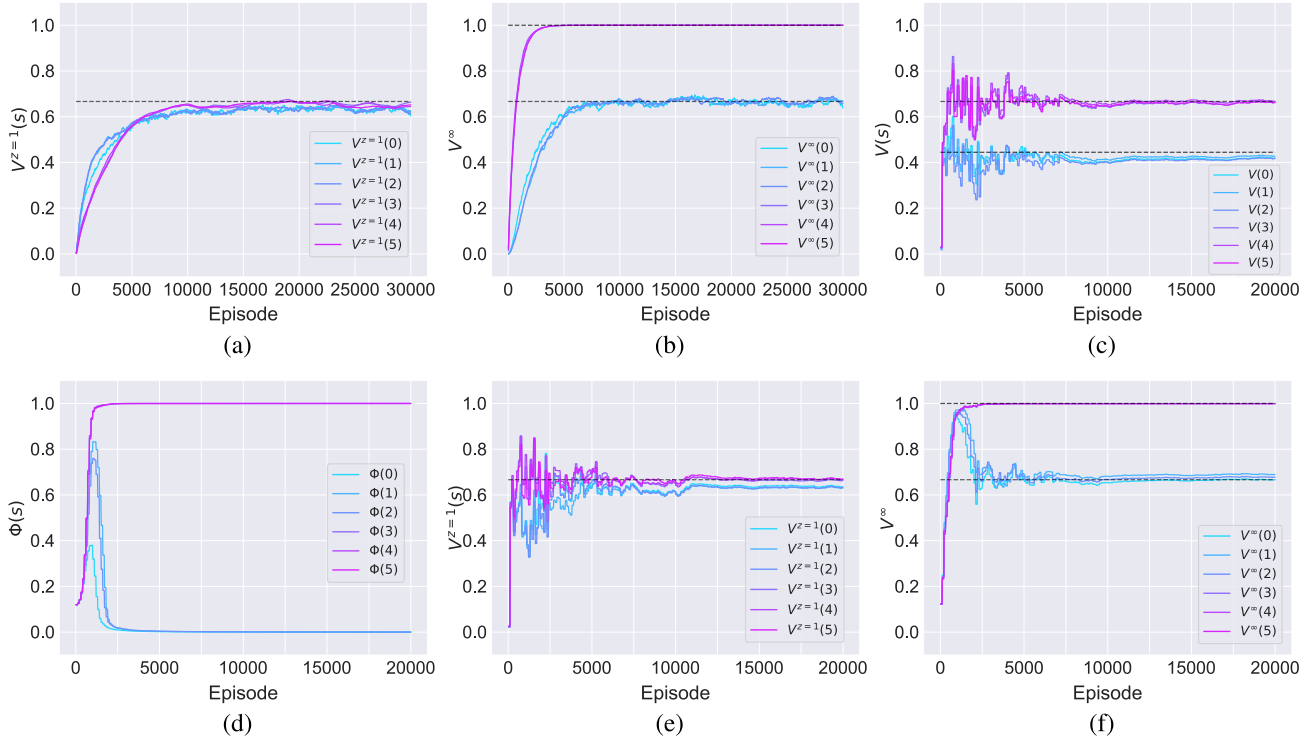 1.0
0.8
0.6
0.4
0.2
0.0
V^{z=1}(s)
V^{z=1}(0)
V^{z=1}(1)
V^{z=1}(2)
V^{z=1}(3)
V^{z=1}(4)
V^{z=1}(5)
0 5000 10000 15000 20000 25000 30000
Episode
(a)
1.0
0.8
0.6
0.4
0.2
0.0
V^∞
V^∞(0)
V^∞(1)
V^∞(2)
V^∞(3)
V^∞(4)
V^∞(5)
0 5000 10000 15000 20000 25000 30000
Episode
(b)
1.0
0.8
0.6
0.4
0.2
0.0
V(s)
V(0)
V(1)
V(2)
V(3)
V(4)
V(5)
0 5000 10000 15000 20000
Episode
(c)
1.0
0.8
0.6
0.4
0.2
0.0
Φ(s)
Φ(0)
Φ(1)
Φ(2)
Φ(3)
Φ(4)
Φ(5)
0 5000 10000 15000 20000
Episode
(d)
1.0
0.8
0.6
0.4
0.2
0.0
V^{z=1}(s)
V^{z=1}(0)
V^{z=1}(1)
V^{z=1}(2)
V^{z=1}(3)
V^{z=1}(4)
V^{z=1}(5)
0 5000 10000 15000 20000
Episode
(e)
1.0
0.8
0.6
0.4
0.2
0.0
V^∞
V^∞(0)
V^∞(1)
V^∞(2)
V^∞(3)
V^∞(4)
V^∞(5)
0 5000 10000 15000 20000
Episode
(f)